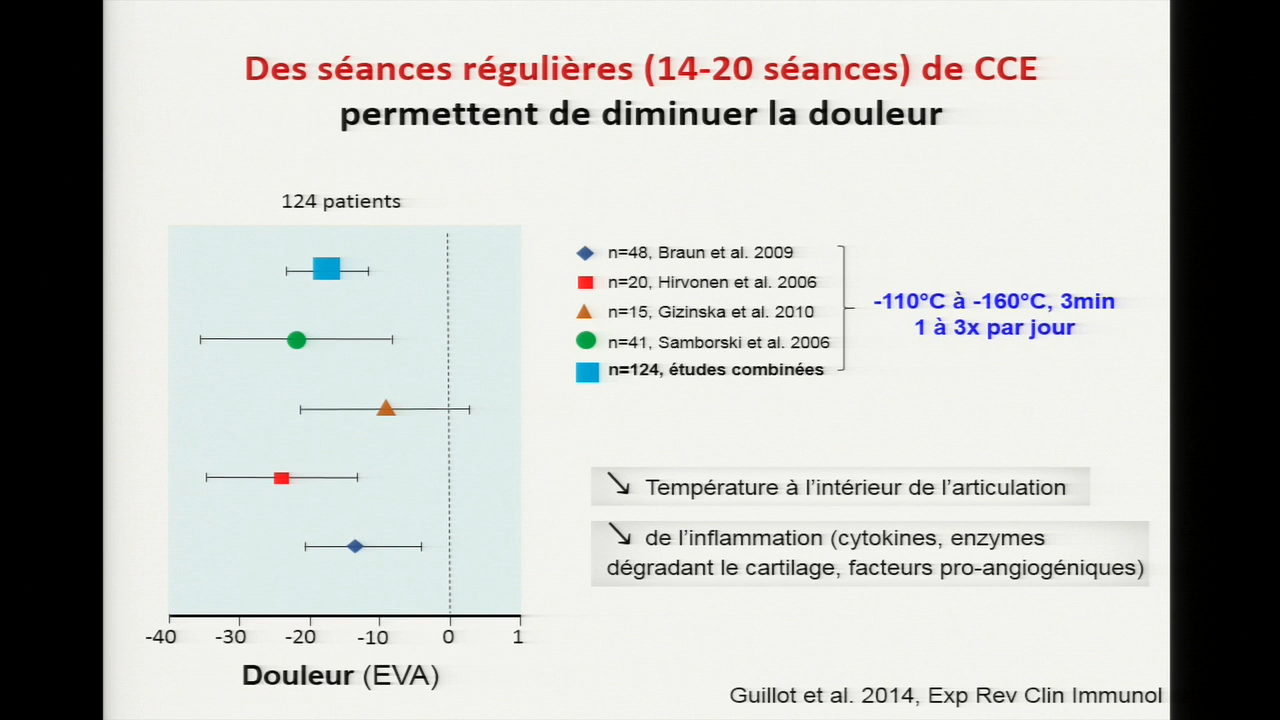 Des séances régulières (14-20 séances) de CCE
permettent de diminuer la douleur
124 patients
n=48, Braun et al. 2009
n=20, Hirvonen et al. 2006
n=15, Gizinska et al. 2010
n=41, Samborski et al. 2006
n=124, études combinées
-110°C à -160°C, 3min
1 à 3x par jour
↘ Température à l’intérieur de l’articulation
↘ de l’inflammation (cytokines, enzymes
dégradant le cartilage, facteurs pro-angiogéniques)
-40 -30 -20 -10 0 1
Douleur (EVA)
Guillot et al. 2014, Exp Rev Clin Immunol